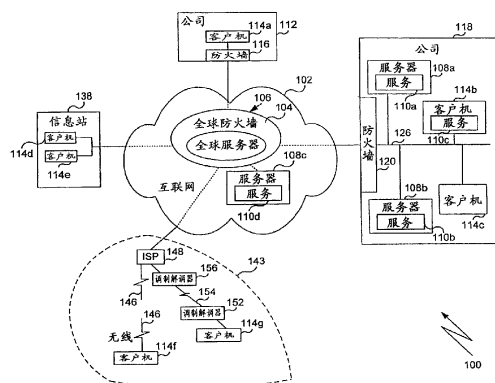 公司
112
客户机
114a
防火墙
116
102
138
信息站
客户机
114d
客户机
114e
106
104
全球防火墙
全球服务器
互联网
108c
服务器
服务
110d
118
公司
服务器
服务
108a
110a
114b
客户机
服务
110c
126
防火墙
120
108b
服务器
服务
110b
客户机
114c
143
ISP
148
146
156
调制解调器
154
152
调制解调器
146
无线
客户机
114f
客户机
114g
100